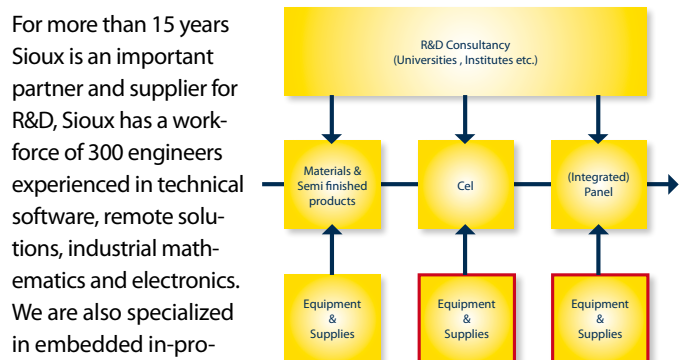 For more than 15 years
Sioux is an important
partner and supplier for
R&D, Sioux has a work-
force of 300 engineers
experienced in technical
software, remote solu-
tions, industrial math-
ematics and electronics.
We are also specialized
in embedded in-pro-
R&D Consultancy
(Universities , Institutes etc.)
Materials &
Semi finished
products
Cel
(Integrated)
Panel
Equipment
&
Supplies
Equipment
&
Supplies
Equipment
&
Supplies